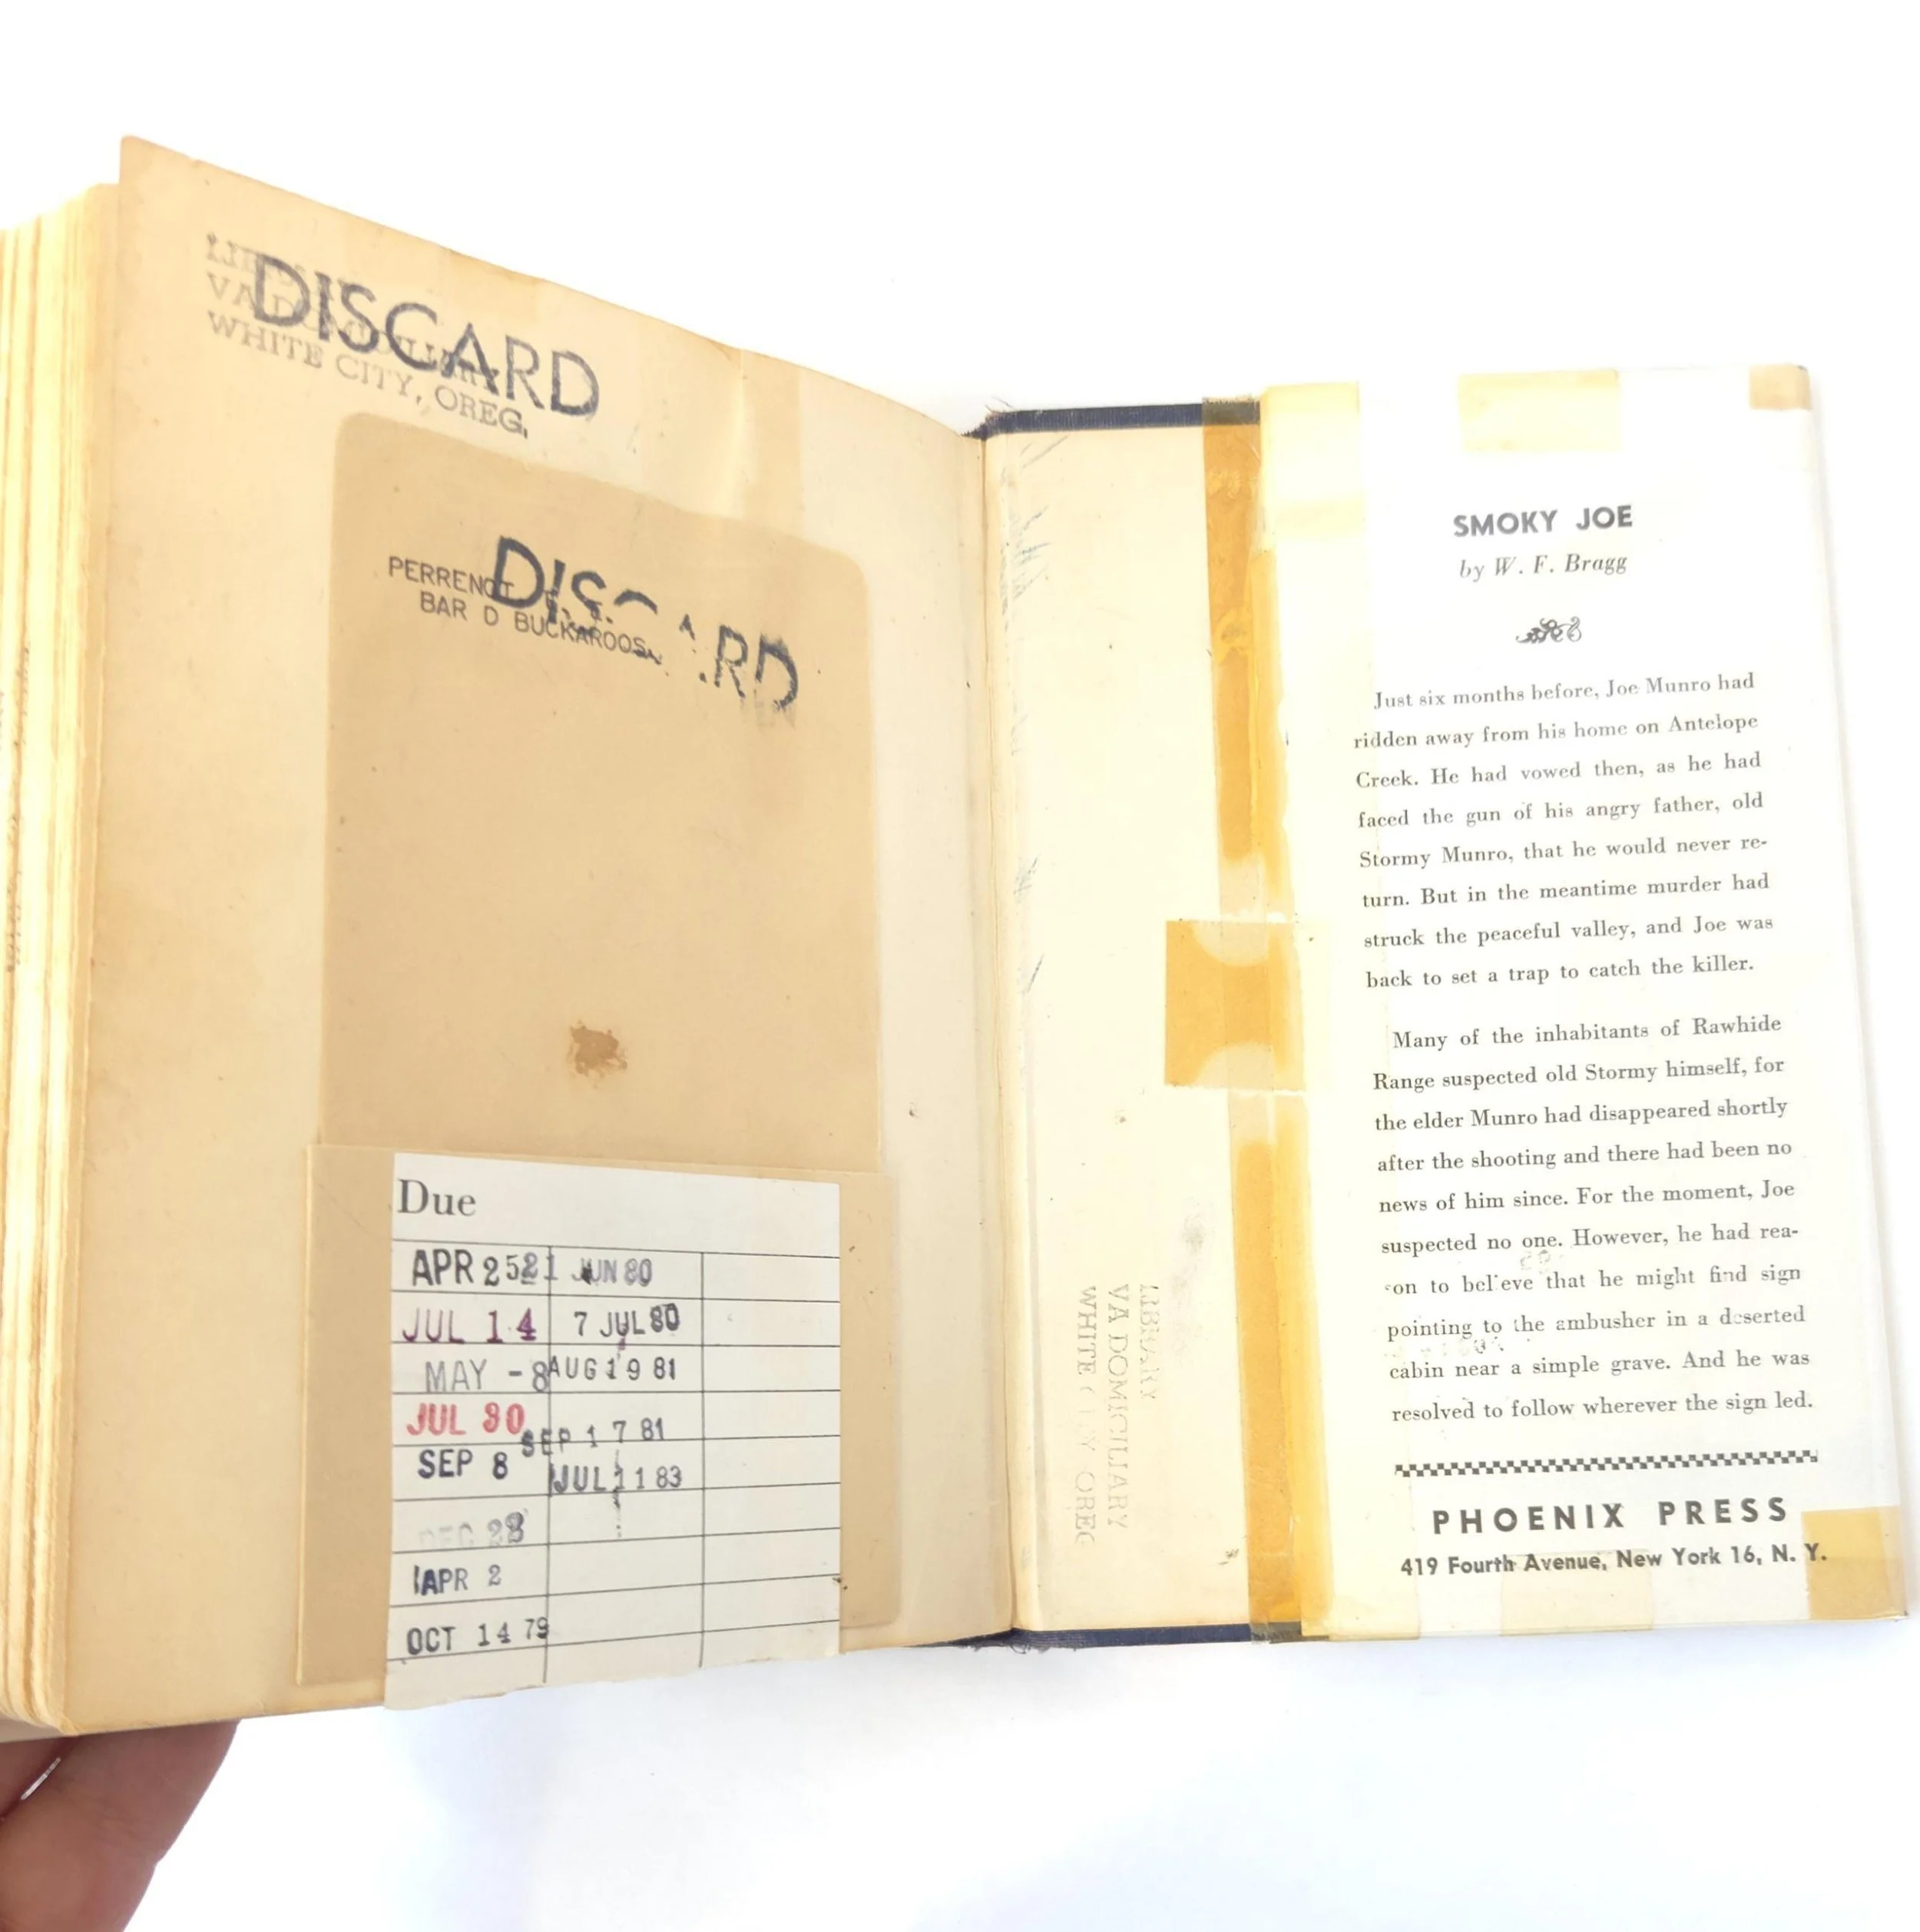 LIBRARY
VA DOMICILIARY
WHITE CITY, OREG.
DISCARD
PERRENOT
BAR D BUCKAROOS.
DISCARD
Due
APR 25 21 JUN 80
JUL 14 7 JUL 80
MAY -8 AUG 19 81
JUL 30 SEP 17 81
SEP 8 JUL 11 83
DEC 28
APR 2
OCT 14 79
LIBRARY
VA DOMICILIARY
WHITE CITY OREG
SMOKY JOE
by W. F. Bragg
Just six months before, Joe Munro had
ridden away from his home on Antelope
Creek. He had vowed then, as he had
faced the gun of his angry father, old
Stormy Munro, that he would never re-
turn. But in the meantime murder had
struck the peaceful valley, and Joe was
back to set a trap to catch the killer.
Many of the inhabitants of Rawhide
Range suspected old Stormy himself, for
the elder Munro had disappeared shortly
after the shooting and there had been no
news of him since. For the moment, Joe
suspected no one. However, he had rea-
son to believe that he might find sign
pointing to the ambusher in a deserted
cabin near a simple grave. And he was
resolved to follow wherever the sign led.
PHOENIX PRESS
419 Fourth Avenue, New York 16, N. Y.